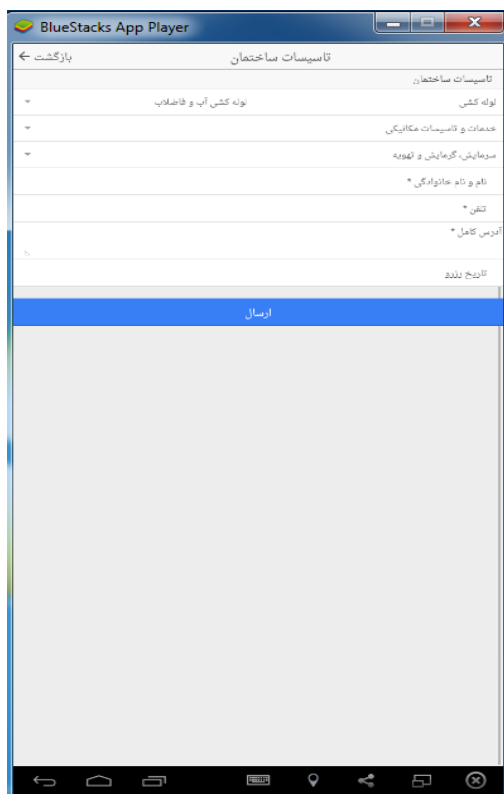 BlueStacks App Player
تاسیسات ساختمان
بازگشت
تاسیسات ساختمان
لوله کشی لوله کشی آب و فاضلاب
خدمات و تاسیسات مکانیکی
سرمایش، گرمایش و تهویه
نام و نام خانوادگی *
تلفن *
آدرس کامل *
تاریخ رزرو
ارسال